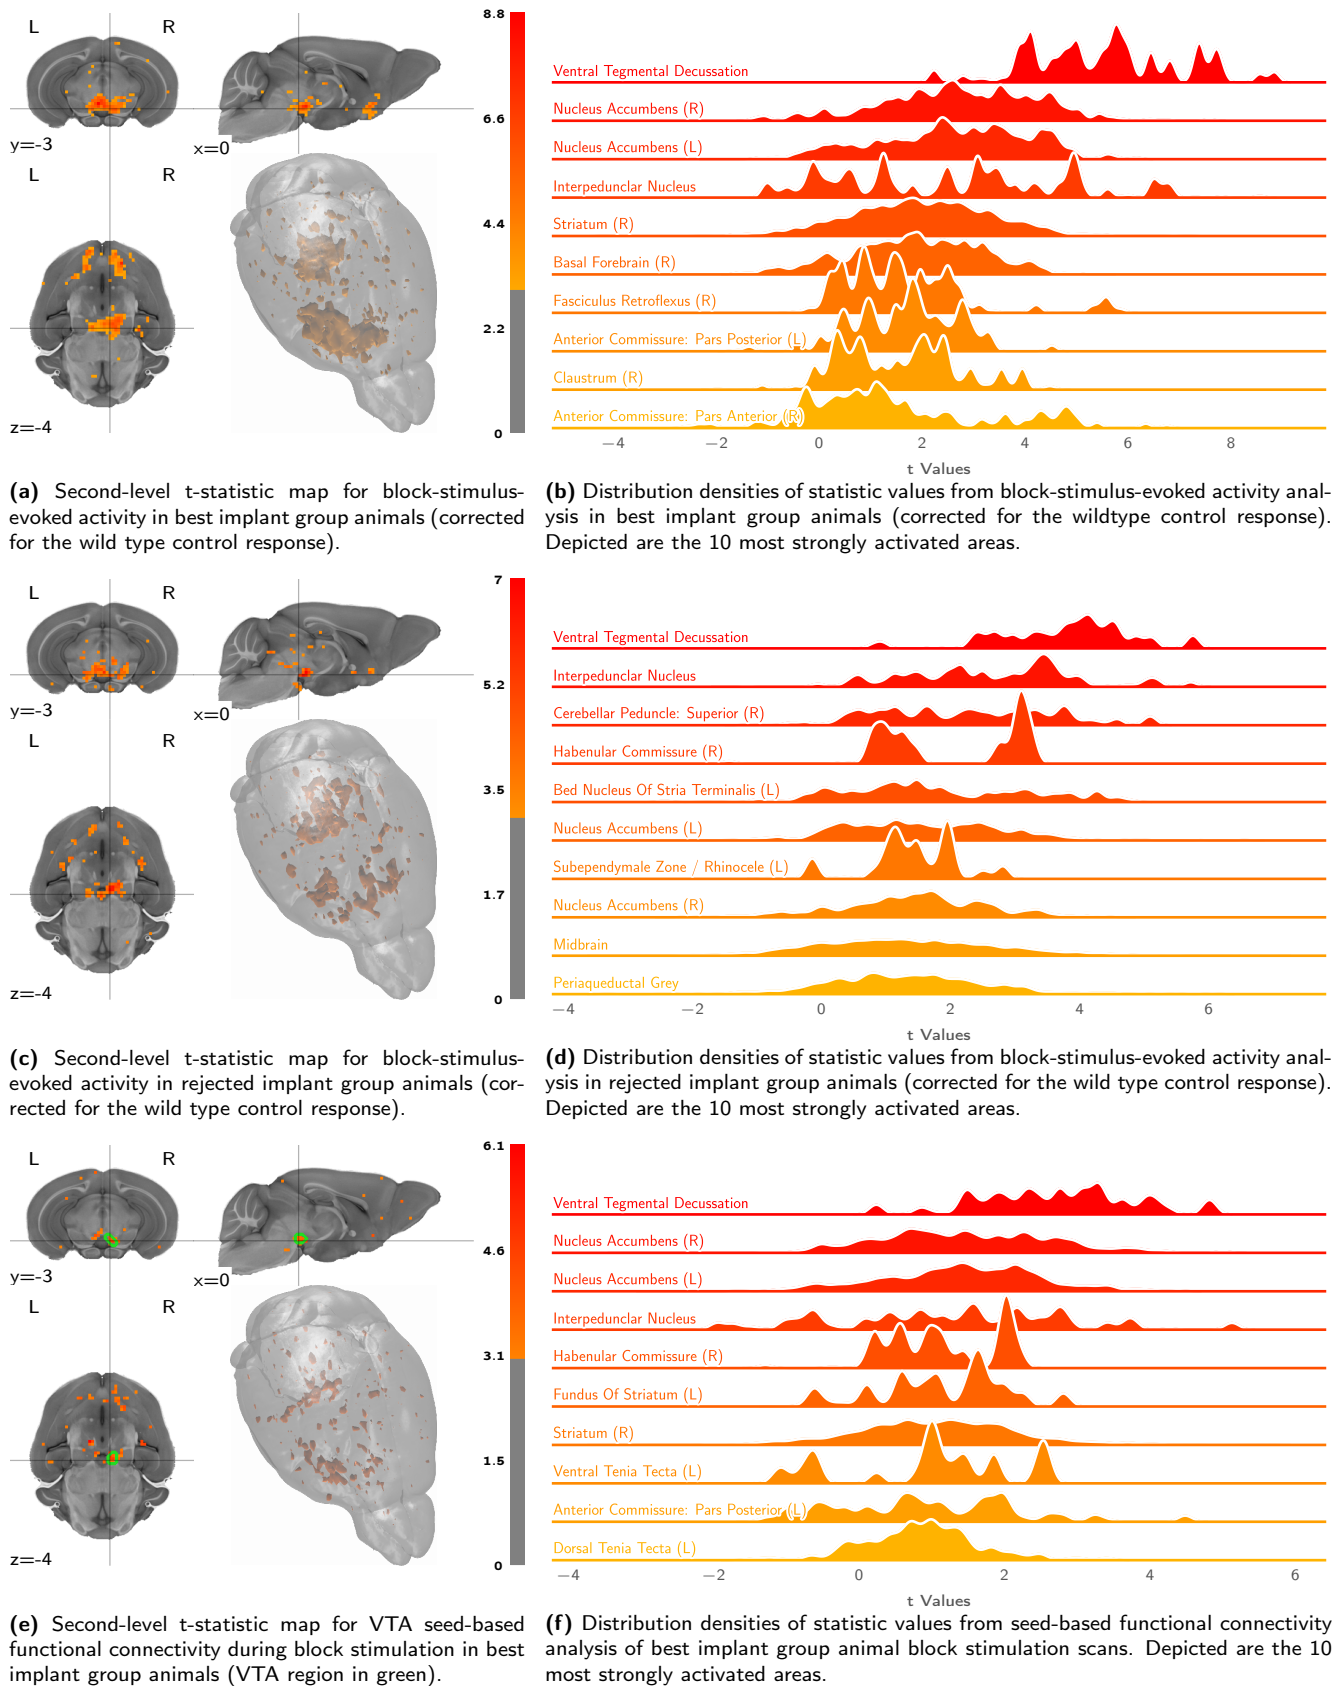 L R
y=-3
x=0
L R
z=-4
8.8
6.6
4.4
2.2
0
Ventral Tegmental Decussation
Nucleus Accumbens (R)
Nucleus Accumbens (L)
Interpeduncular Nucleus
Striatum (R)
Basal Forebrain (R)
Fasciculus Retroflexus (R)
Anterior Commissure: Pars Posterior (L)
Claustrum (R)
Anterior Commissure: Pars Anterior (R)
−4 −2 0 2 4 6 8
t Values
(a) Second-level t-statistic map for block-stimulus-
evoked activity in best implant group animals (corrected
for the wild type control response).
(b) Distribution densities of statistic values from block-stimulus-evoked activity anal-
ysis in best implant group animals (corrected for the wildtype control response).
Depicted are the 10 most strongly activated areas.
L R
y=-3
x=0
L R
z=-4
7
5.2
3.5
1.7
0
Ventral Tegmental Decussation
Interpedunclar Nucleus
Cerebellar Peduncle: Superior (R)
Habenular Commissure (R)
Bed Nucleus Of Stria Terminalis (L)
Nucleus Accumbens (L)
Subependymale Zone / Rhinocele (L)
Nucleus Accumbens (R)
Midbrain
Periaqueductal Grey
−4 −2 0 2 4 6
t Values
(c) Second-level t-statistic map for block-stimulus-
evoked activity in rejected implant group animals (cor-
rected for the wild type control response).
(d) Distribution densities of statistic values from block-stimulus-evoked activity anal-
ysis in rejected implant group animals (corrected for the wild type control response).
Depicted are the 10 most strongly activated areas.
L R
y=-3
x=0
L R
z=-4
6.1
4.6
3.1
1.5
0
Ventral Tegmental Decussation
Nucleus Accumbens (R)
Nucleus Accumbens (L)
Interpedunclar Nucleus
Habenular Commissure (R)
Fundus Of Striatum (L)
Striatum (R)
Ventral Tenia Tecta (L)
Anterior Commissure: Pars Posterior (L)
Dorsal Tenia Tecta (L)
−4 −2 0 2 4 6
t Values
(e) Second-level t-statistic map for VTA seed-based
functional connectivity during block stimulation in best
implant group animals (VTA region in green).
(f) Distribution densities of statistic values from seed-based functional connectivity
analysis of best implant group animal block stimulation scans. Depicted are the 10
most strongly activated areas.